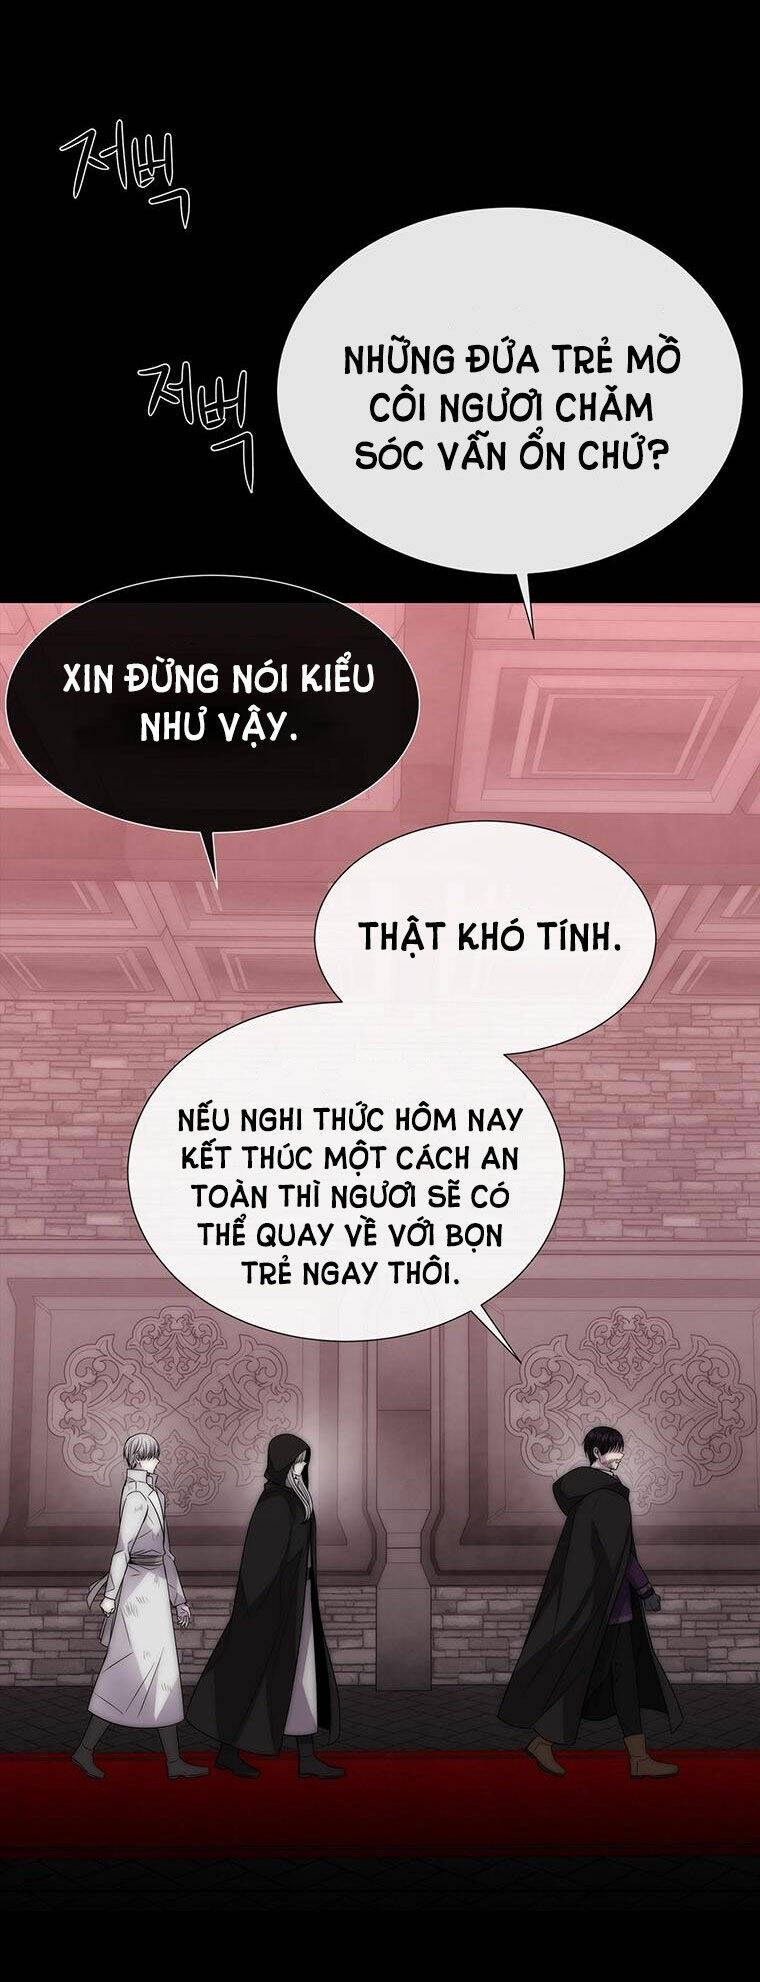 저벅
NHỮNG ĐỨA TRẺ MỒ
CÔI NGƯƠI CHĂM
SÓC VẪN ỔN CHỨ?
저벅
XIN ĐỪNG NÓI KIỂU
NHƯ VẬY.
THẬT KHÓ TÍNH.
NẾU NGHI THỨC HÔM NAY
KẾT THÚC MỘT CÁCH AN
TOÀN THÌ NGƯƠI SẼ CÓ
THỂ QUAY VỀ VỚI BỌN
TRẺ NGAY THÔI.